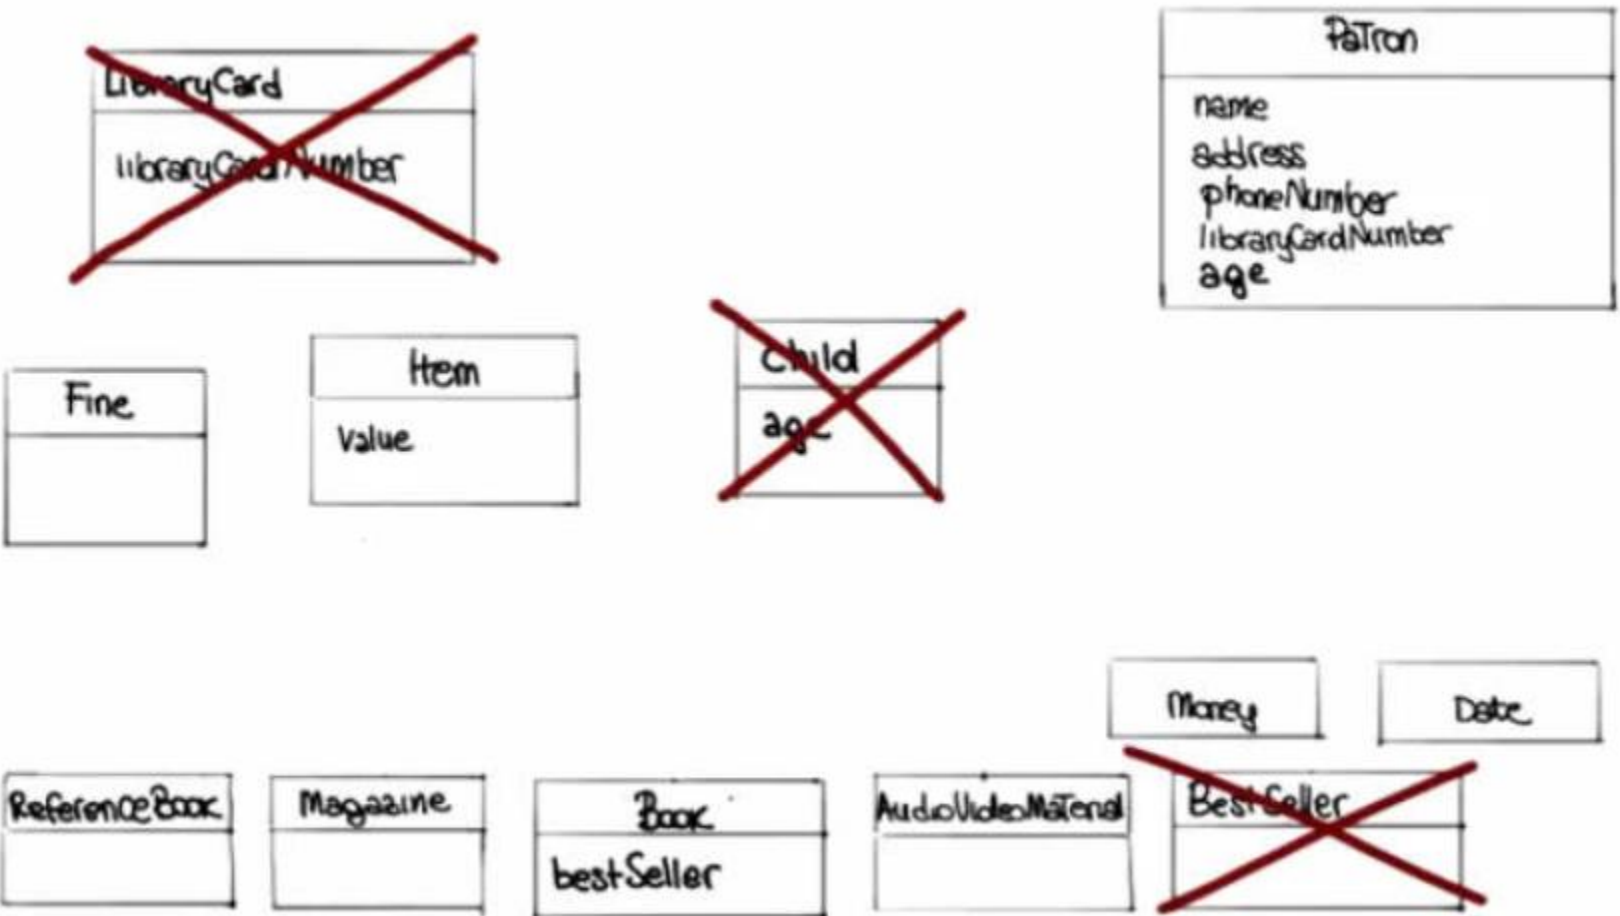 LibraryCard
libraryCardNumber
Patron
name
address
phoneNumber
libraryCardNumber
age
Fine
Item
Value
Child
age
Money
Date
ReferenceBook
Magazine
Book
bestSeller
AudioVideoMaterial
BestSeller